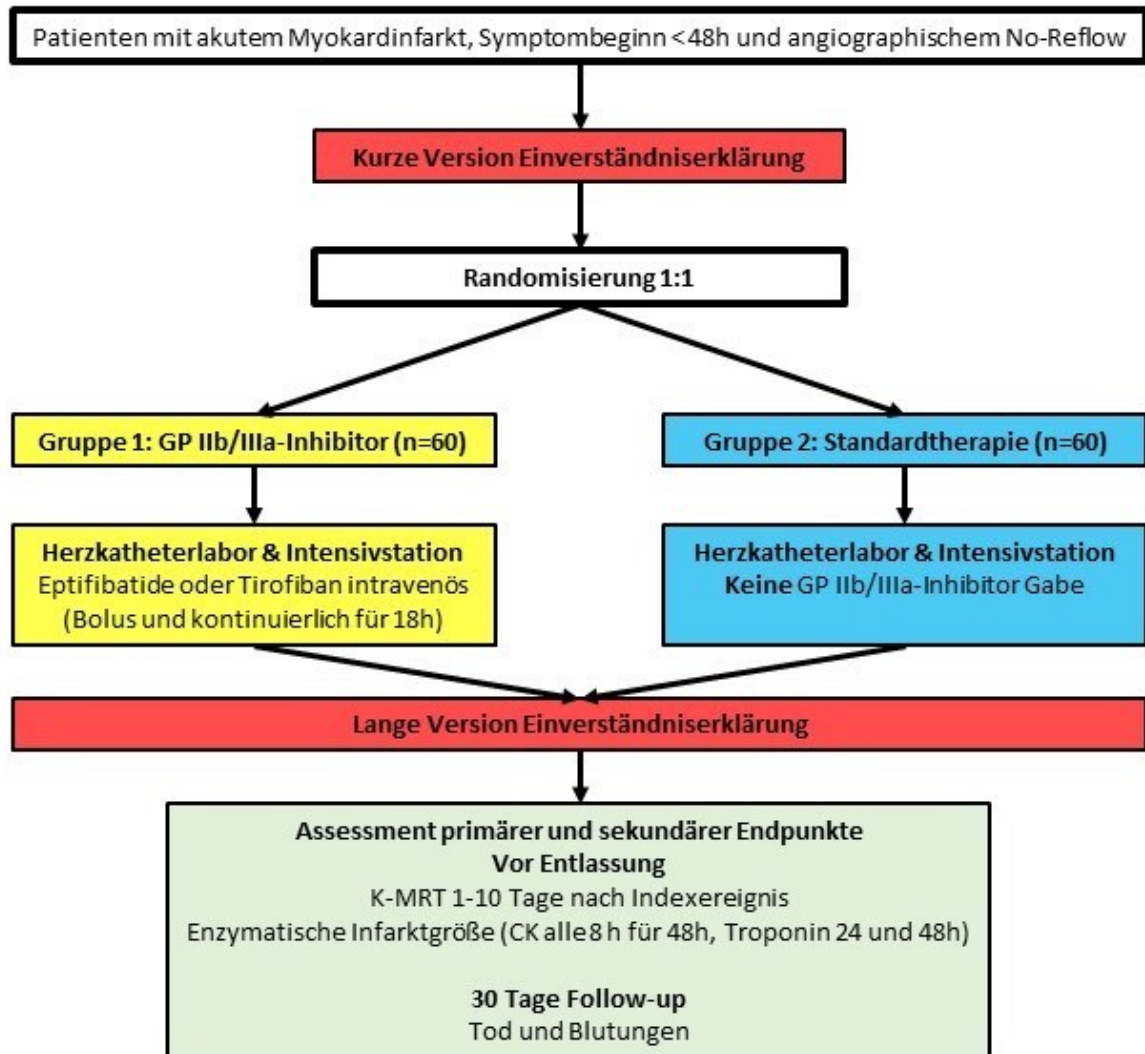 Patienten mit akutem Myokardinfarkt, Symptombeginn <48h und angiographischem No-Reflow
Kurze Version Einverständniserklärung
Randomisierung 1:1
Gruppe 1: GP IIb/IIIa-Inhibitor (n=60)
Gruppe 2: Standardtherapie (n=60)
Herzkatheterlabor & Intensivstation
Eptifibatide oder Tirofiban intravenös
(Bolus und kontinuierlich für 18h)
Herzkatheterlabor & Intensivstation
Keine GP IIb/IIIa-Inhibitor Gabe
Lange Version Einverständniserklärung
Assessment primärer und sekundärer Endpunkte
Vor Entlassung
K-MRT 1-10 Tage nach Indexereignis
Enzymatische Infarktgröße (CK alle 8 h für 48h, Troponin 24 und 48h)
30 Tage Follow-up
Tod und Blutungen